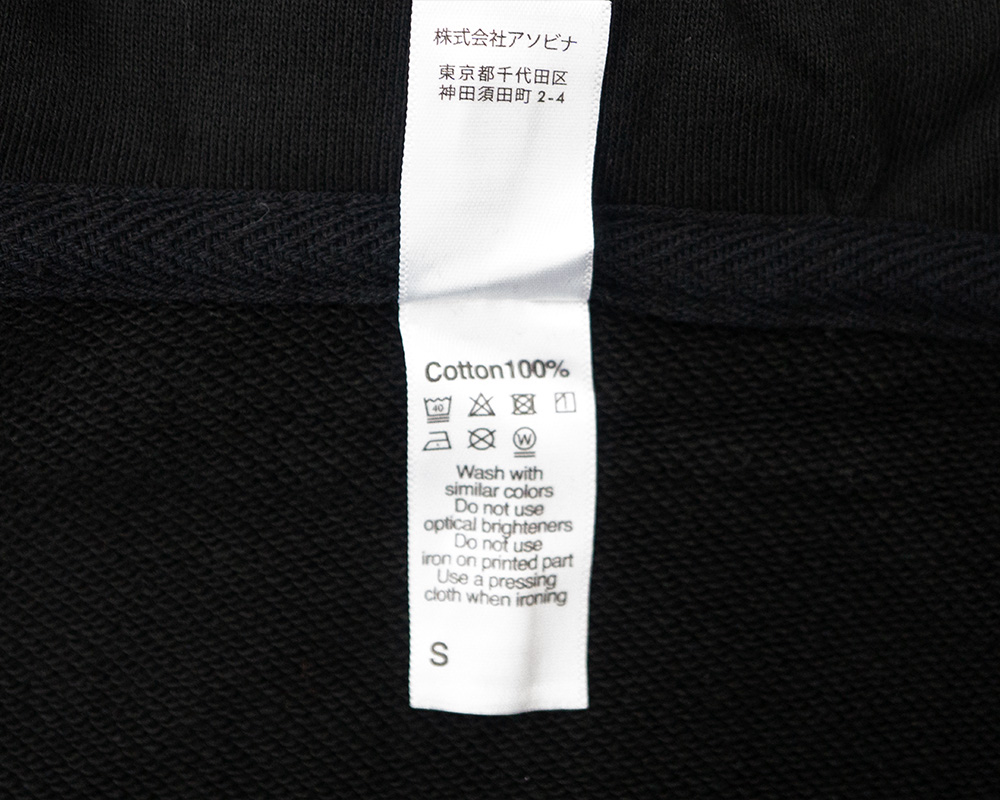 株式会社アソビナ
東京都千代田区
神田須田町 2-4
Cotton100%
40
W
Wash with
similar colors
Do not use
optical brighteners
Do not use
iron on printed part
Use a pressing
cloth when ironing
S